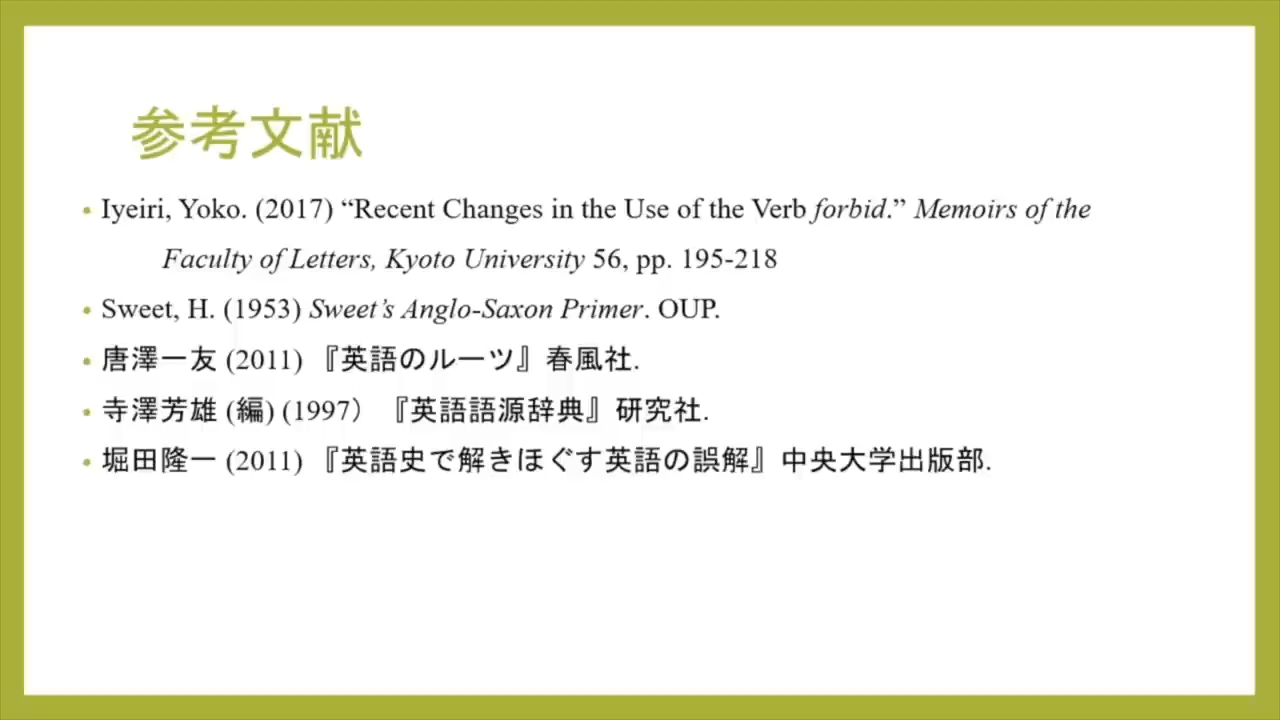 参考文献
• Iyeiri, Yoko. (2017) “Recent Changes in the Use of the Verb forbid.” Memoirs of the
Faculty of Letters, Kyoto University 56, pp. 195-218
• Sweet, H. (1953) Sweet’s Anglo-Saxon Primer. OUP.
• 唐澤一友 (2011) 『英語のルーツ』春風社.
• 寺澤芳雄 (編) (1997） 『英語語源辞典』研究社.
• 堀田隆一 (2011) 『英語史で解きほぐす英語の誤解』中央大学出版部.